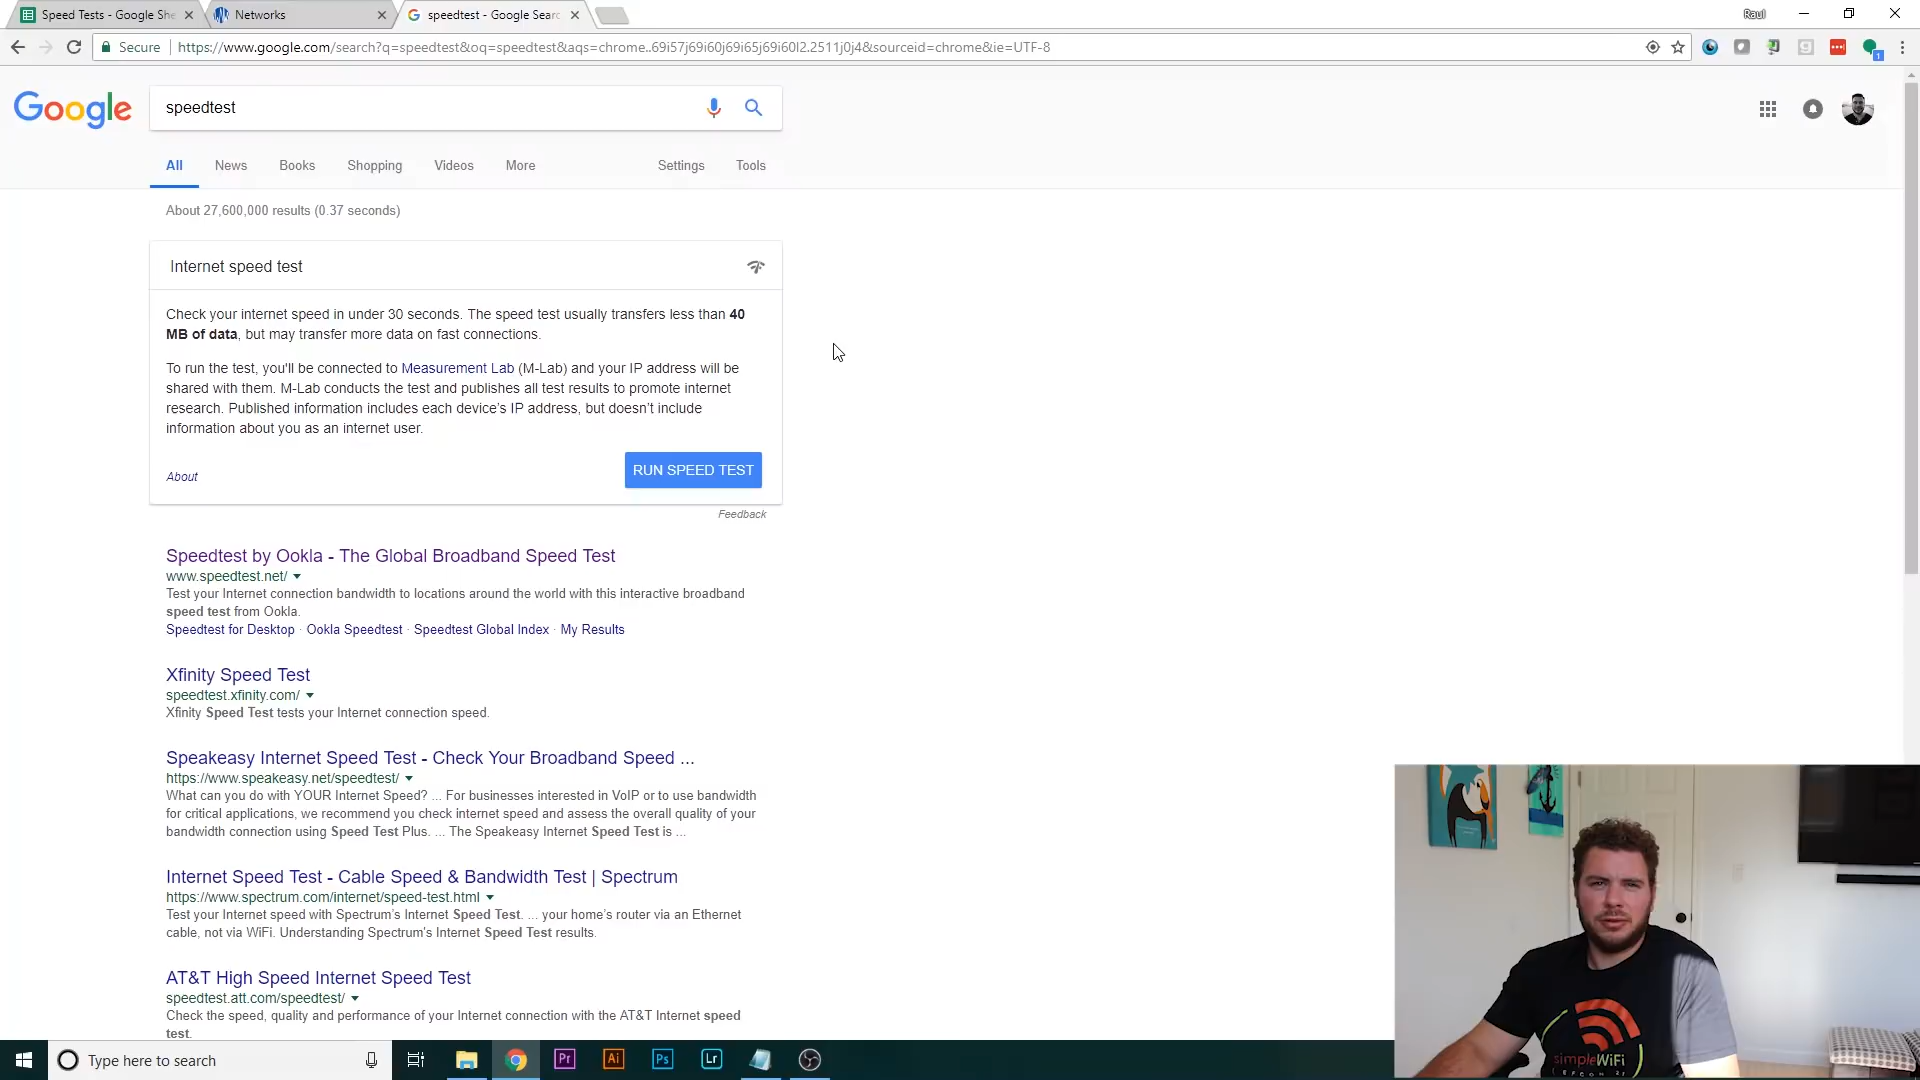 Speed Tests - Google She
Networks
speedtest - Google Searc
Raul
Secure
https://www.google.com/search?q=speedtest&oq=speedtest&aqs=chrome..69i57j69i60j69i65j69i60l2.2511j0j4&sourceid=chrome&ie=UTF-8
1
Google
speedtest
All
News
Books
Shopping
Videos
More
Settings
Tools
About 27,600,000 results (0.37 seconds)
Internet speed test
Check your internet speed in under 30 seconds. The speed test usually transfers less than 40
MB of data, but may transfer more data on fast connections.
To run the test, you'll be connected to Measurement Lab (M-Lab) and your IP address will be
shared with them. M-Lab conducts the test and publishes all test results to promote internet
research. Published information includes each device's IP address, but doesn't include
information about you as an internet user.
About
RUN SPEED TEST
Feedback
Speedtest by Ookla - The Global Broadband Speed Test
www.speedtest.net/
Test your Internet connection bandwidth to locations around the world with this interactive broadband
speed test from Ookla.
Speedtest for Desktop · Ookla Speedtest · Speedtest Global Index · My Results
Xfinity Speed Test
speedtest.xfinity.com/
Xfinity Speed Test tests your Internet connection speed.
Speakeasy Internet Speed Test - Check Your Broadband Speed ...
https://www.speakeasy.net/speedtest/
What can you do with YOUR Internet Speed? ... For businesses interested in VoIP or to use bandwidth
for critical applications, we recommend you check internet speed and assess the overall quality of your
bandwidth connection using Speed Test Plus. ... The Speakeasy Internet Speed Test is ...
Internet Speed Test - Cable Speed & Bandwidth Test | Spectrum
https://www.spectrum.com/internet/speed-test.html
Test your Internet speed with Spectrum's Internet Speed Test. ... your home's router via an Ethernet
cable, not via WiFi. Understanding Spectrum's Internet Speed Test results.
AT&T High Speed Internet Speed Test
speedtest.att.com/speedtest/
Check the speed, quality and performance of your Internet connection with the AT&T Internet speed
test.
simpleWiFi
Type here to search
Pr
Ai
Ps
Lr